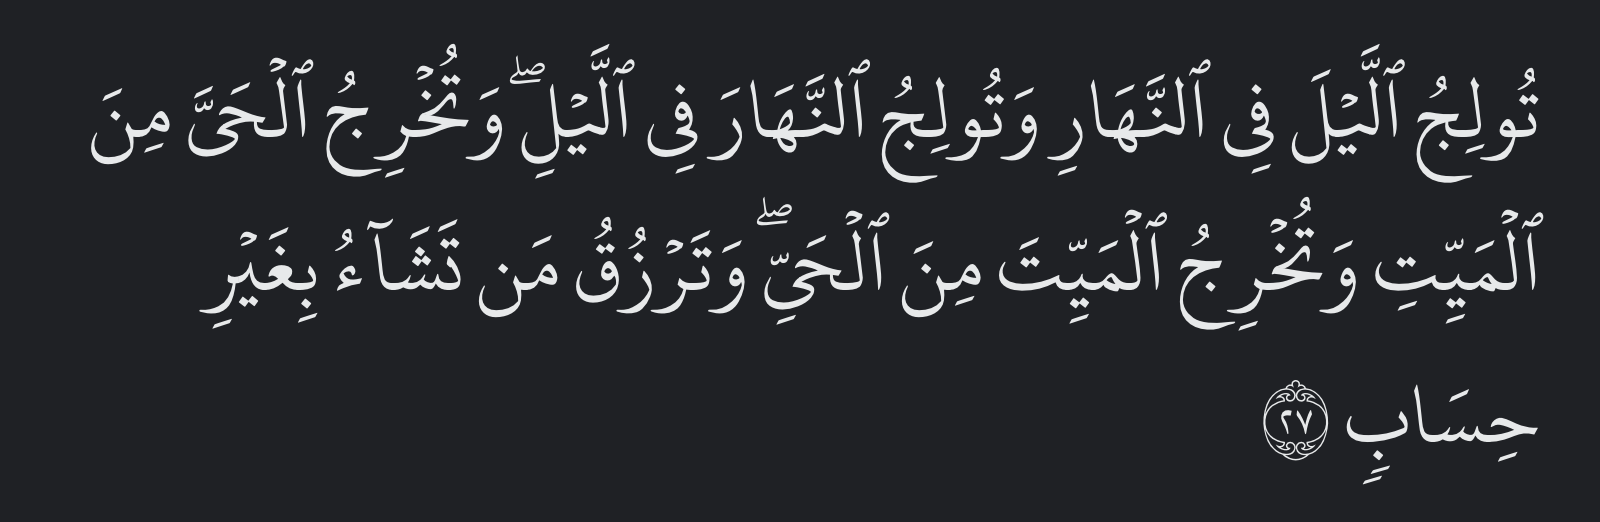 تُولِجُ ٱلَّيۡلَ فِى ٱلنَّهَارِ وَتُولِجُ ٱلنَّهَارَ فِى ٱلَّيۡلِۖ وَتُخۡرِجُ ٱلۡحَىَّ مِنَ
ٱلۡمَيِّتِ وَتُخۡرِجُ ٱلۡمَيِّتَ مِنَ ٱلۡحَىِّۖ وَتَرۡزُقُ مَن تَشَآءُ بِغَيۡرِ
حِسَابٍ ٢٧